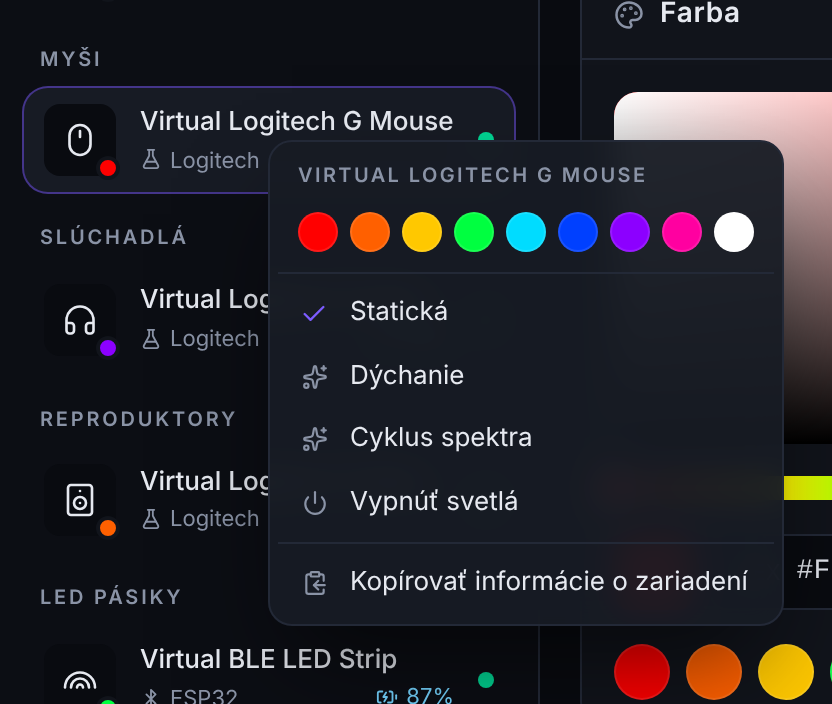 Farba
MYŠI
Virtual Logitech G Mouse
Logitech
VIRTUAL LOGITECH G MOUSE
SLÚCHADLÁ
Virtual Log
Logitech
Statická
Dýchanie
Cyklus spektra
Vypnúť svetlá
REPRODUKTORY
Virtual Log
Logitech
Kopírovať informácie o zariadení
#F
LED PÁSIKY
Virtual BLE LED Strip
ESP32
87%